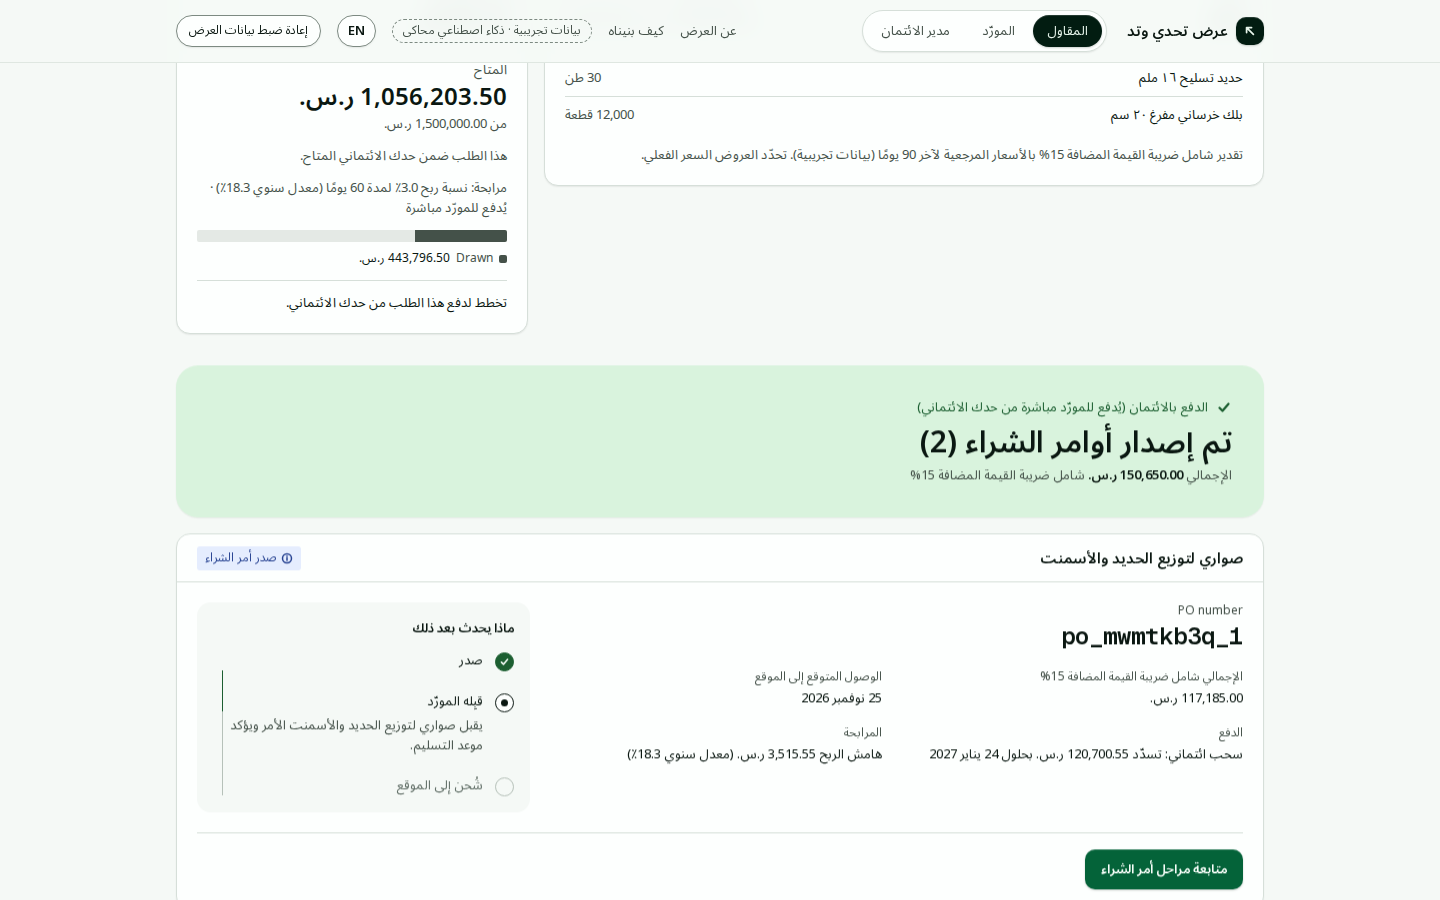 عرض تحدي وتد
المقاول
المورّد
مدير الائتمان
عن العرض
كيف بنيناه
بيانات تجريبية · ذكاء اصطناعي محاكى
EN
إعادة ضبط بيانات العرض
حديد تسليح ١٦ ملم
30 طن
بلك خرساني مفرغ ٢٠ سم
12,000 قطعة
تقدير شامل ضريبة القيمة المضافة 15% بالأسعار المرجعية لآخر 90 يومًا (بيانات تجريبية). تحدّد العروض السعر الفعلي.
المتاح
1,056,203.50 ر.س.
من 1,500,000.00 ر.س.
هذا الطلب ضمن حدك الائتماني المتاح.
مرابحة: نسبة ربح 3.0٪ لمدة 60 يومًا (معدل سنوي 18.3٪) ·
يُدفع للمورّد مباشرة
Drawn 443,796.50 ر.س.
تخطط لدفع هذا الطلب من حدك الائتماني.
الدفع بالائتمان (يُدفع للمورّد مباشرة من حدك الائتماني)
تم إصدار أوامر الشراء (2)
الإجمالي 150,650.00 ر.س. شامل ضريبة القيمة المضافة 15%
صواري لتوزيع الحديد والأسمنت
صدر أمر الشراء
PO number
po_mwmtkb3q_1
الإجمالي شامل ضريبة القيمة المضافة 15%
117,185.00 ر.س.
الوصول المتوقع إلى الموقع
25 نوفمبر 2026
الدفع
سحب ائتماني: تسدّد 120,700.55 ر.س. بحلول 24 يناير 2027
المرابحة
هامش الربح 3,515.55 ر.س. (معدل سنوي 18.3٪)
ماذا يحدث بعد ذلك
صدر
قبله المورّد
يقبل صواري لتوزيع الحديد والأسمنت الأمر ويؤكد
موعد التسليم.
شُحن إلى الموقع
متابعة مراحل أمر الشراء